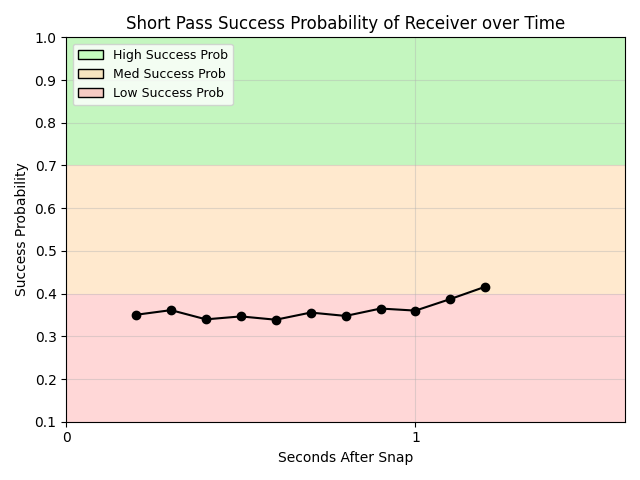 Short Pass Success Probability of Receiver over Time
High Success Prob
Med Success Prob
Low Success Prob
Success Probability
1.0
0.9
0.8
0.7
0.6
0.5
0.4
0.3
0.2
0.1
0 1
Seconds After Snap